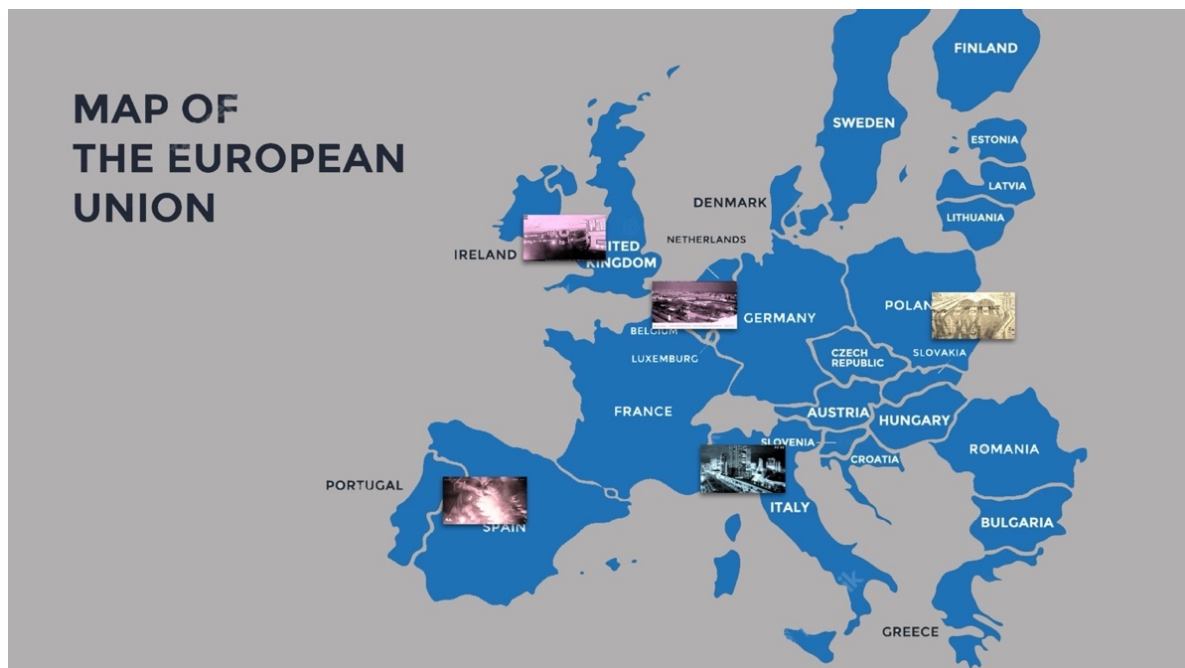 MAP OF
THE EUROPEAN
UNION
FINLAND
SWEDEN
ESTONIA
LATVIA
LITHUANIA
DENMARK
NETHERLANDS
IRELAND
KINGDOM
GERMANY
BELGIUM
LUXEMBURG
CZECH
REPUBLIC
SLOVAKIA
FRANCE
AUSTRIA
HUNGARY
SLOVENIA
CROATIA
ROMANIA
PORTUGAL
SPAIN
ITALY
BULGARIA
GREECE